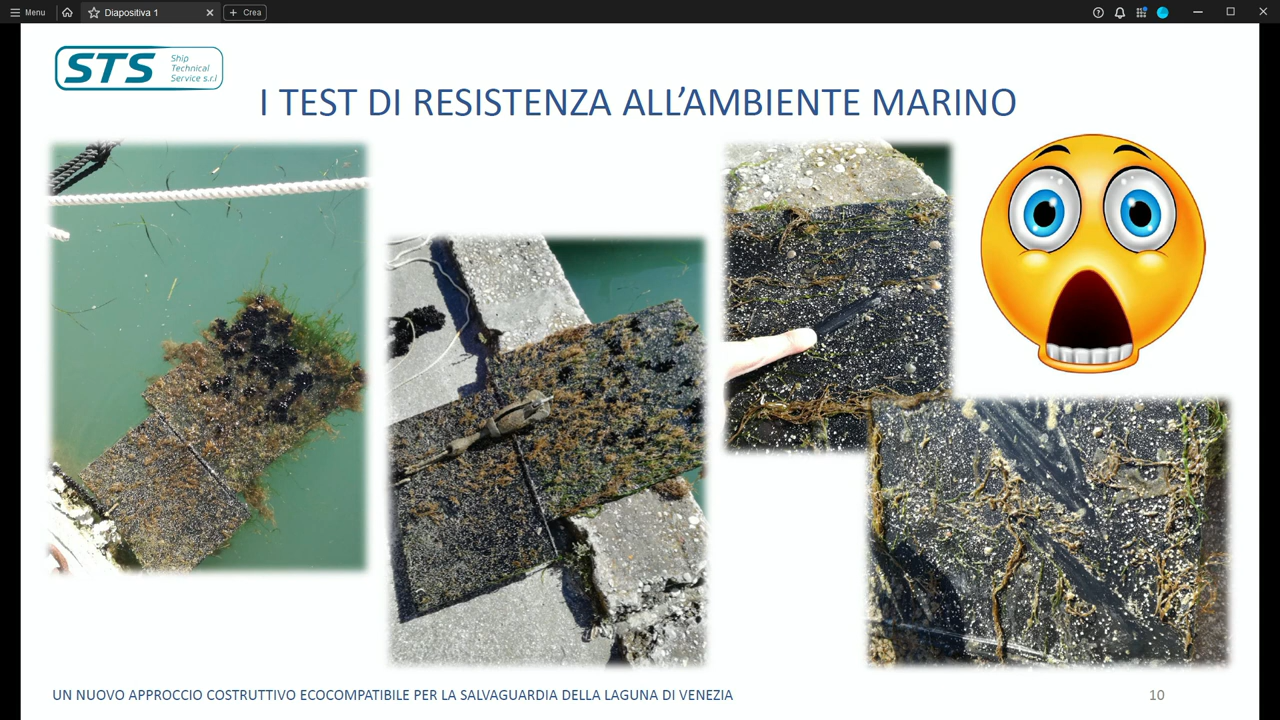 Menu
Diapositiva 1
Crea
STS
Ship
Technical
Service s.r.l
I TEST DI RESISTENZA ALL'AMBIENTE MARINO
UN NUOVO APPROCCIO COSTRUTTIVO ECOCOMPATIBILE PER LA SALVAGUARDIA DELLA LAGUNA DI VENEZIA
10